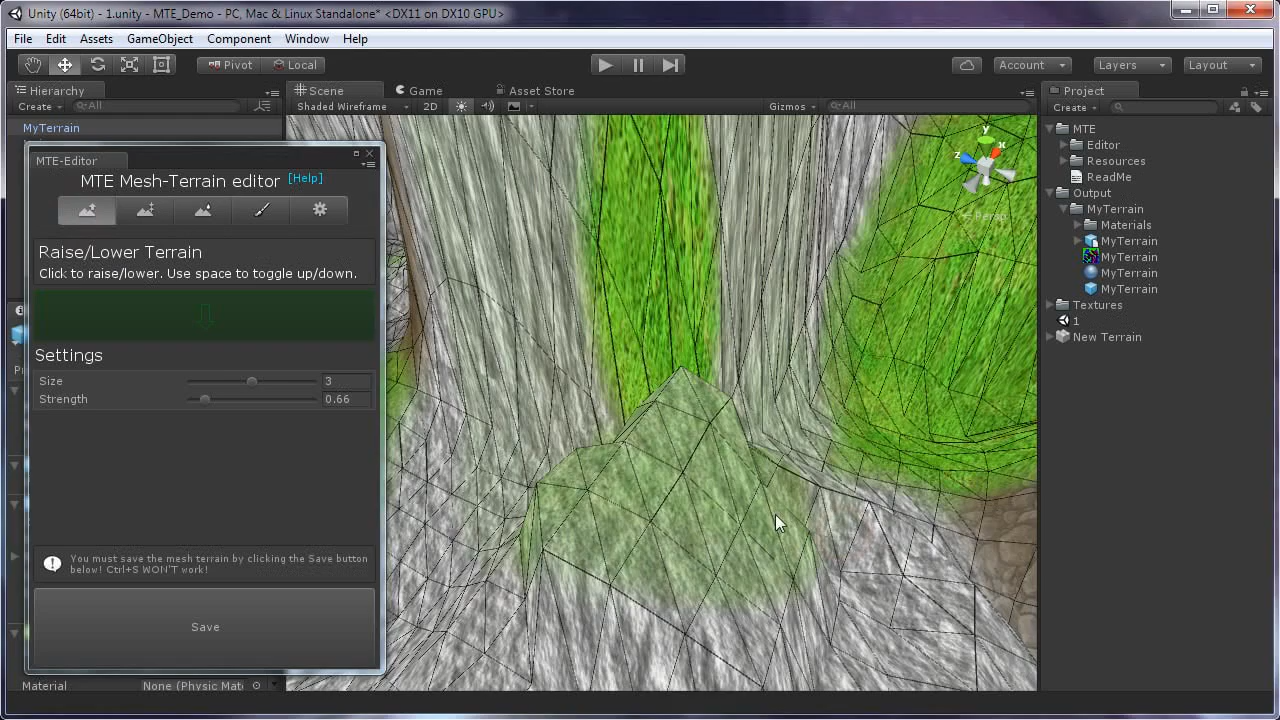 Unity (64bit) - 1.unity - MTE_Demo - PC, Mac & Linux Standalone* <DX11 on DX10 GPU>
File Edit Assets GameObject Component Window Help
Pivot Local Account Layers Layout
Hierarchy Scene Game Asset Store Project
Create All Shaded Wireframe 2D Gizmos All Create
MyTerrain
MTE-Editor
MTE Mesh-Terrain editor [Help]
Raise/Lower Terrain
Click to raise/lower. Use space to toggle up/down.
Settings
Size 3
Strength 0.66
You must save the mesh terrain by clicking the Save button
below! Ctrl+S WON'T work!
Save
Material None (Physic Mat
y
x
z
Persp
MTE
Editor
Resources
ReadMe
Output
MyTerrain
Materials
MyTerrain
MyTerrain
MyTerrain
MyTerrain
Textures
1
New Terrain